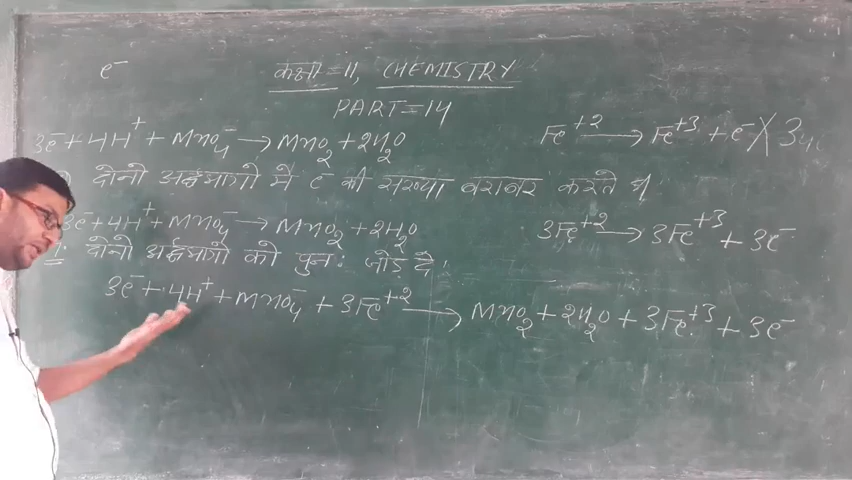 e⁻
कक्षा = 11, CHEMISTRY
PART = 14
3e⁻ + 4H⁺ + MnO₄⁻ → MnO₂ + 2H₂O
Fe⁺² → Fe⁺³ + e⁻ ] X 3
दोनो अर्द्धभागो मे e⁻ की संख्या बराबर करते है
3e⁻ + 4H⁺ + MnO₄⁻ → MnO₂ + 2H₂O
3Fe⁺² → 3Fe⁺³ + 3e⁻
दोनो अर्द्धभागो को पुन: जोड़ दे।
3e⁻ + 4H⁺ + MnO₄⁻ + 3Fe⁺² → MnO₂ + 2H₂O + 3Fe⁺³ + 3e⁻